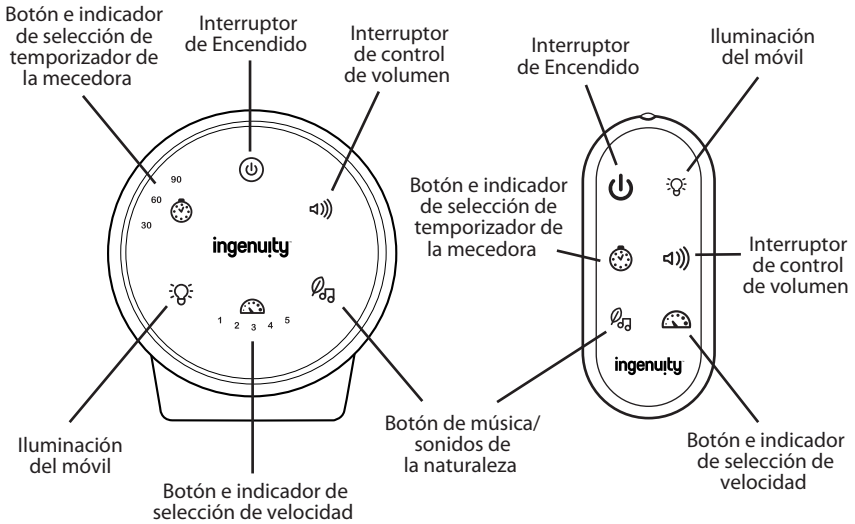 Botón e indicador
de selección de
temporizador de
la mecedora
Interruptor
de Encendido
Interruptor
de control
de volumen
90
60
30
ingenuity
1 2 3 4 5
Iluminación
del móvil
Botón e indicador de
selección de velocidad
Botón de música/
sonidos de
la naturaleza
Interruptor
de Encendido
Iluminación
del móvil
Botón e indicador
de selección de
temporizador de
la mecedora
Interruptor
de control
de volumen
ingenuity
Botón e indicador
de selección de
velocidad